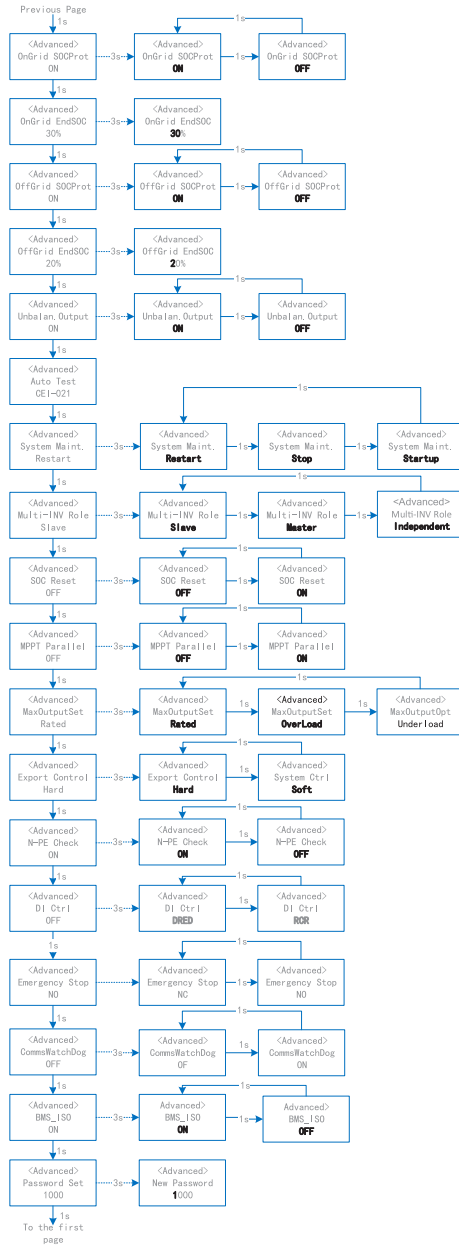 Previous Page
1s
1s
<Advanced>
OnGrid SOCProt
ON
3s
<Advanced>
OnGrid SOCProt
ON
1s
<Advanced>
OnGrid SOCProt
OFF
1s
<Advanced>
OnGrid EndSOC
30%
3s
<Advanced>
OnGrid EndSOC
30%
1s
1s
<Advanced>
OffGrid SOCProt
ON
3s
<Advanced>
OffGrid SOCProt
ON
1s
<Advanced>
OffGrid SOCProt
OFF
1s
<Advanced>
OffGrid EndSOC
20%
3s
<Advanced>
OffGrid EndSOC
20%
1s
1s
<Advanced>
Unbalan.Output
ON
3s
<Advanced>
Unbalan.Output
ON
1s
<Advanced>
Unbalan.Output
OFF
1s
<Advanced>
Auto Test
CEI-021
1s
1s
<Advanced>
System Maint.
Restart
3s
<Advanced>
System Maint.
Restart
1s
<Advanced>
System Maint.
Stop
1s
<Advanced>
System Maint.
Startup
1s
1s
<Advanced>
Multi-INV Role
Slave
3s
<Advanced>
Multi-INV Role
Slave
1s
<Advanced>
Multi-INV Role
Master
1s
<Advanced>
Multi-INV Role
Independent
1s
1s
<Advanced>
SOC Reset
OFF
3s
<Advanced>
SOC Reset
OFF
1s
<Advanced>
SOC Reset
ON
1s
1s
<Advanced>
MPPT Parallel
OFF
3s
<Advanced>
MPPT Parallel
OFF
1s
<Advanced>
MPPT Parallel
ON
1s
1s
<Advanced>
MaxOutputSet
Rated
3s
<Advanced>
MaxOutputSet
Rated
1s
<Advanced>
MaxOutputSet
OverLoad
1s
<Advanced>
MaxOutputOpt
Underload
1s
1s
<Advanced>
Export Control
Hard
3s
<Advanced>
Export Control
Hard
1s
<Advanced>
System Ctrl
Soft
1s
1s
<Advanced>
N-PE Check
ON
3s
<Advanced>
N-PE Check
ON
1s
<Advanced>
N-PE Check
OFF
1s
1s
<Advanced>
DI Ctrl
OFF
3s
<Advanced>
DI Ctrl
DRED
1s
<Advanced>
DI Ctrl
RCR
1s
1s
<Advanced>
Emergency Stop
NO
<Advanced>
Emergency Stop
NC
1s
<Advanced>
Emergency Stop
NO
1s
1s
<Advanced>
CommsWatchDog
OFF
3s
<Advanced>
CommsWatchDog
OF
1s
<Advanced>
CommsWatchDog
ON
1s
1s
<Advanced>
BMS_ISO
ON
3s
Advanced>
BMS_ISO
ON
1s
Advanced>
BMS_ISO
OFF
1s
<Advanced>
Password Set
1000
3s
<Advanced>
New Password
1000
1s
To the first
page